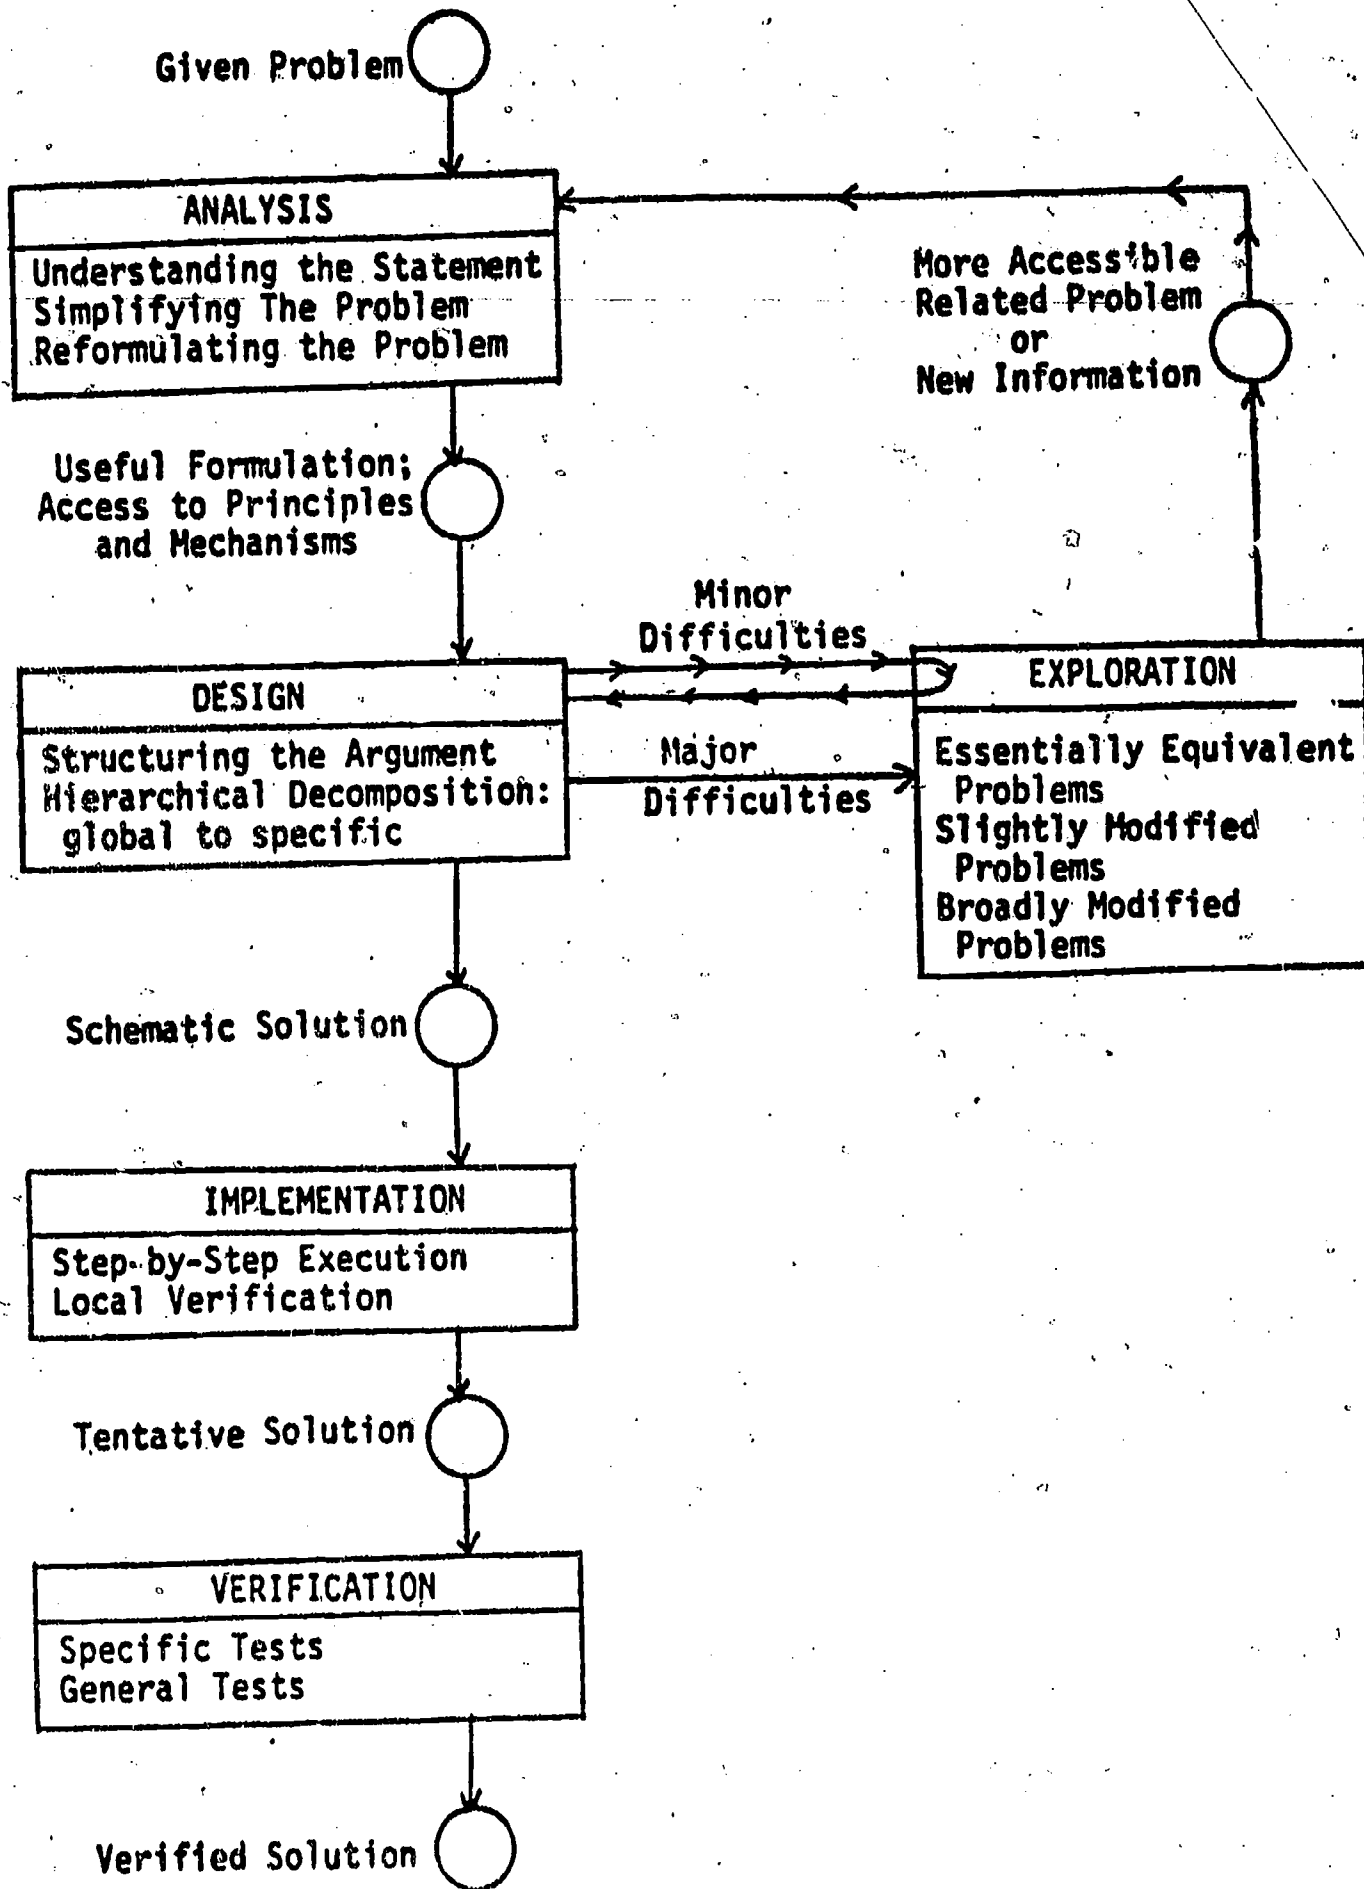 Given Problem
ANALYSIS
Understanding the Statement
Simplifying The Problem
Reformulating the Problem
More Accessible
Related Problem
or
New Information
Useful Formulation;
Access to Principles
and Mechanisms
Minor
Difficulties
DESIGN
Structuring the Argument
Hierarchical Decomposition:
global to specific
Major
Difficulties
EXPLORATION
Essentially Equivalent
Problems
Slightly Modified
Problems
Broadly Modified
Problems
Schematic Solution
IMPLEMENTATION
Step-by-Step Execution
Local Verification
Tentative Solution
VERIFICATION
Specific Tests
General Tests
Verified Solution